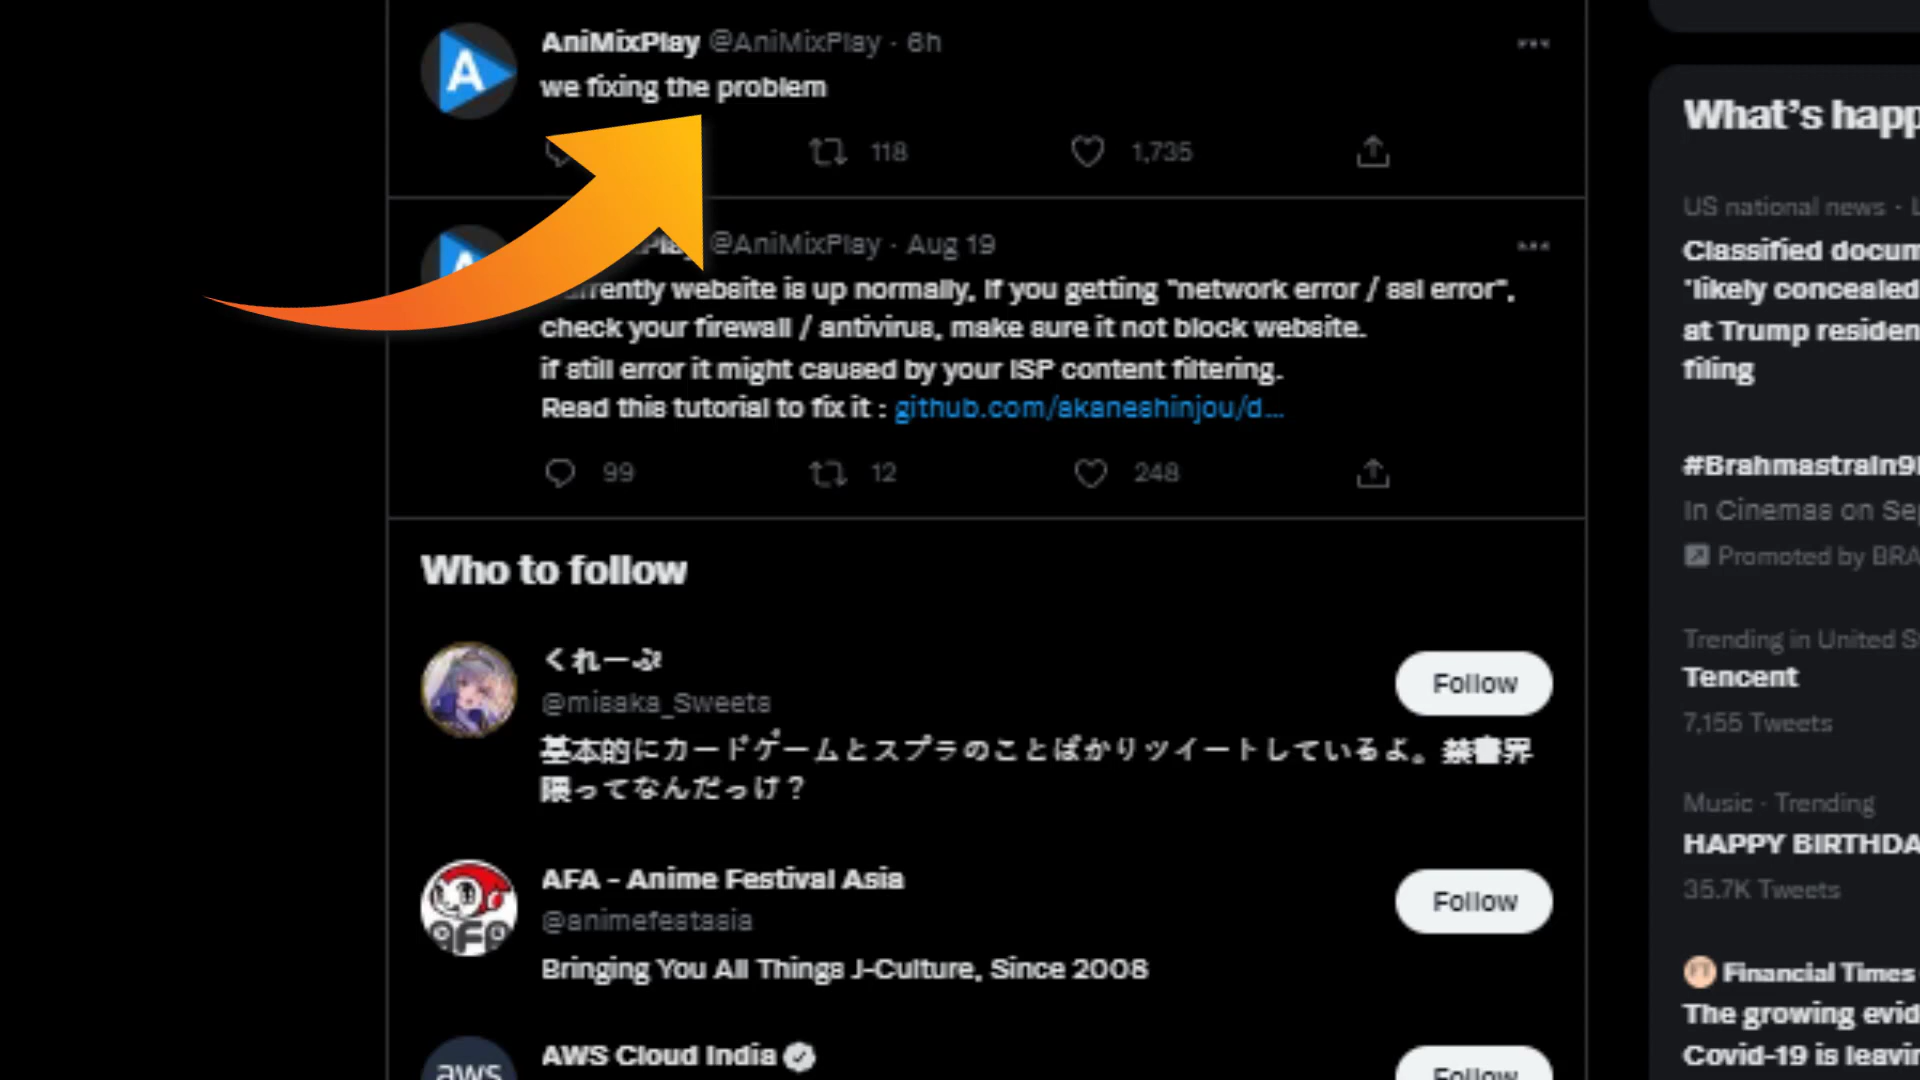 AniMixPlay @AniMixPlay · 6h
we fixing the problem
118 1,735
@AniMixPlay · Aug 19
website is up normally, If you getting "network error / ssl error",
check your firewall / antivirus, make sure it not block website.
if still error it might caused by your ISP content filtering.
Read this tutorial to fix it : github.com/akaneshinjou/d...
99 12 248
Who to follow
くれーぷ
@misaka_Sweets
Follow
基本的にカードゲームとスプラのことばかりツイートしているよ。禁書界
隈ってなんだっけ？
AFA - Anime Festival Asia
@animefestasia
Follow
Bringing You All Things J-Culture, Since 2008
AWS Cloud India
aws
Follow
What's happ
US national news ·
Classified docum
'likely concealed
at Trump residen
filing
#BrahmastraIn9
In Cinemas on Sep
Promoted by BRA
Trending in United S
Tencent
7,155 Tweets
Music · Trending
HAPPY BIRTHDA
35.7K Tweets
Financial Times
The growing evid
Covid-19 is leavin